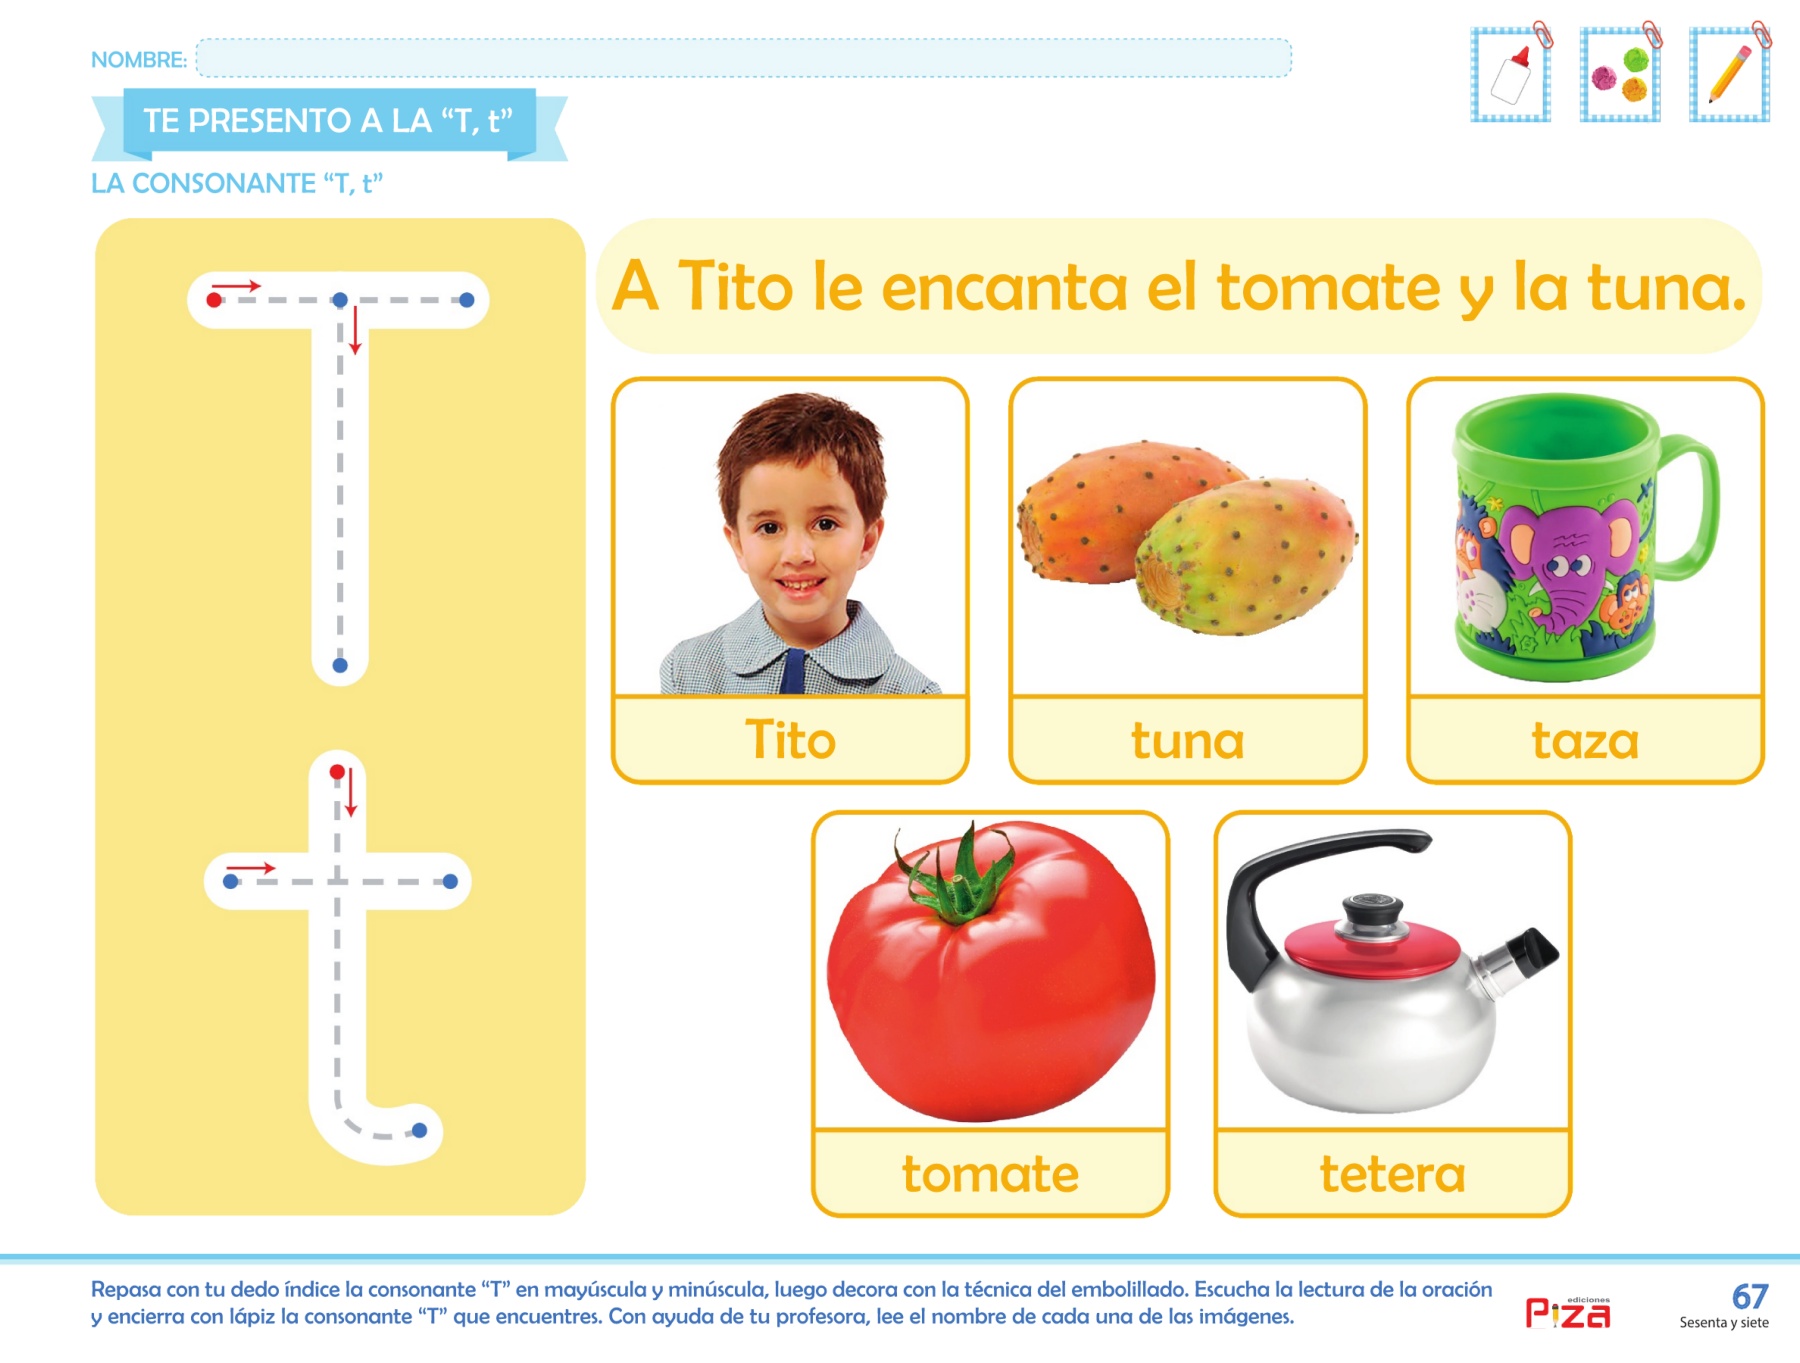 NOMBRE:
TE PRESENTO A LA “T, t”
LA CONSONANTE “T, t”
A Tito le encanta el tomate y la tuna.
Tito
tuna
taza
tomate
tetera
Repasa con tu dedo índice la consonante “T” en mayúscula y minúscula, luego decora con la técnica del embolillado. Escucha la lectura de la oración
y encierra con lápiz la consonante “T” que encuentres. Con ayuda de tu profesora, lee el nombre de cada una de las imágenes.
ediciones
Piza
67
Sesenta y siete